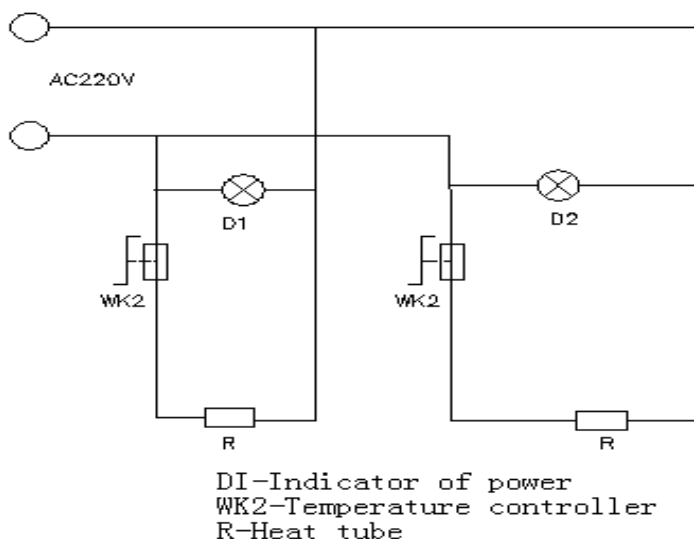 AC220V
D1
D2
WK2
WK2
R
R
DI-Indicator of power
WK2-Temperature controller
R-Heat tube